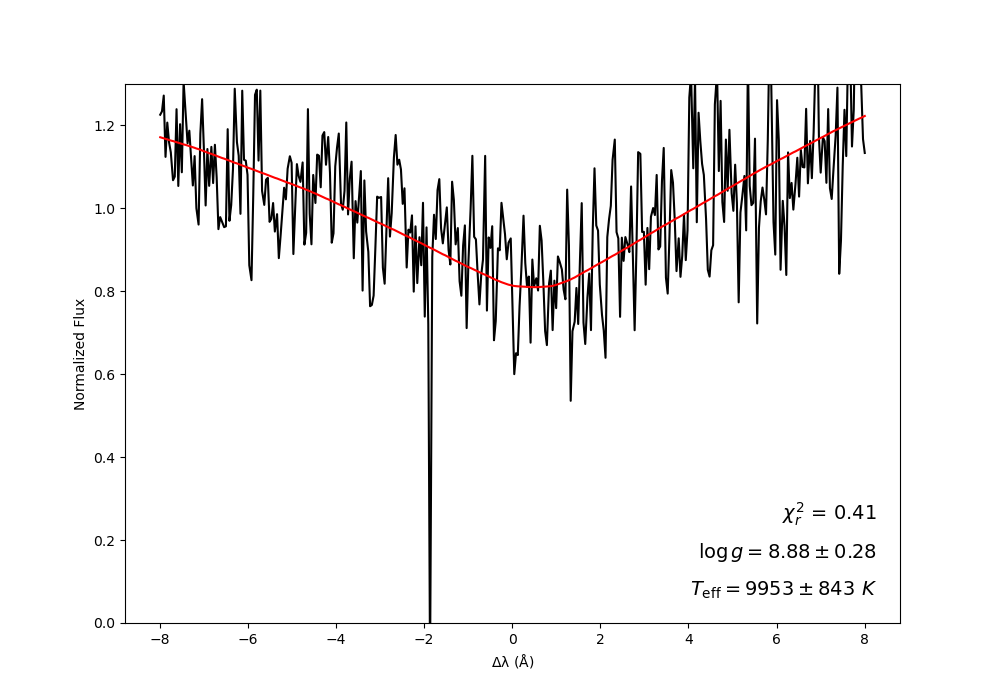 1.2
1.0
0.8
0.6
0.4
0.2
0.0
Normalized Flux
χ²ᵣ = 0.41
log g = 8.88 ± 0.28
T_eff = 9953 ± 843 K
−8 −6 −4 −2 0 2 4 6 8
Δλ (Å)